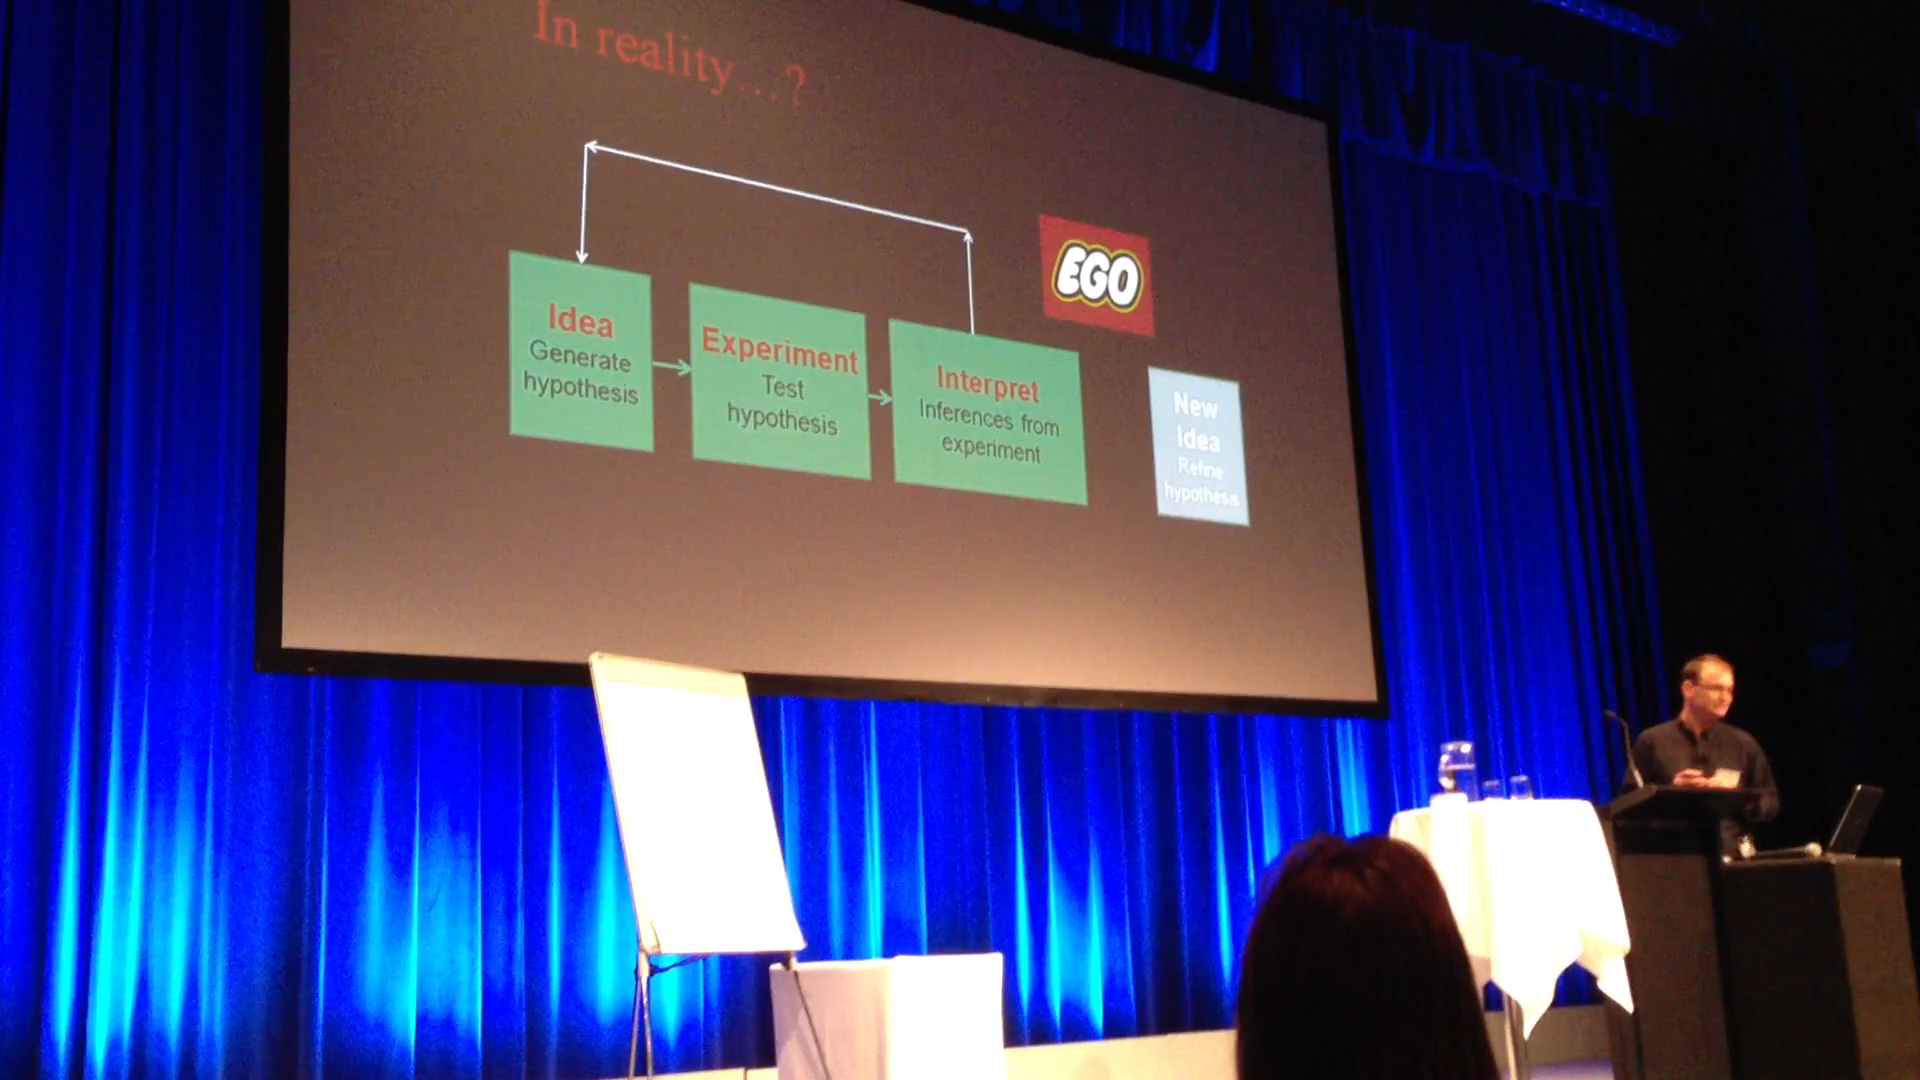 In reality...?
EGO
Idea
Generate
hypothesis
Experiment
Test
hypothesis
Interpret
Inferences from
experiment
New
Idea
Refine
hypothesis